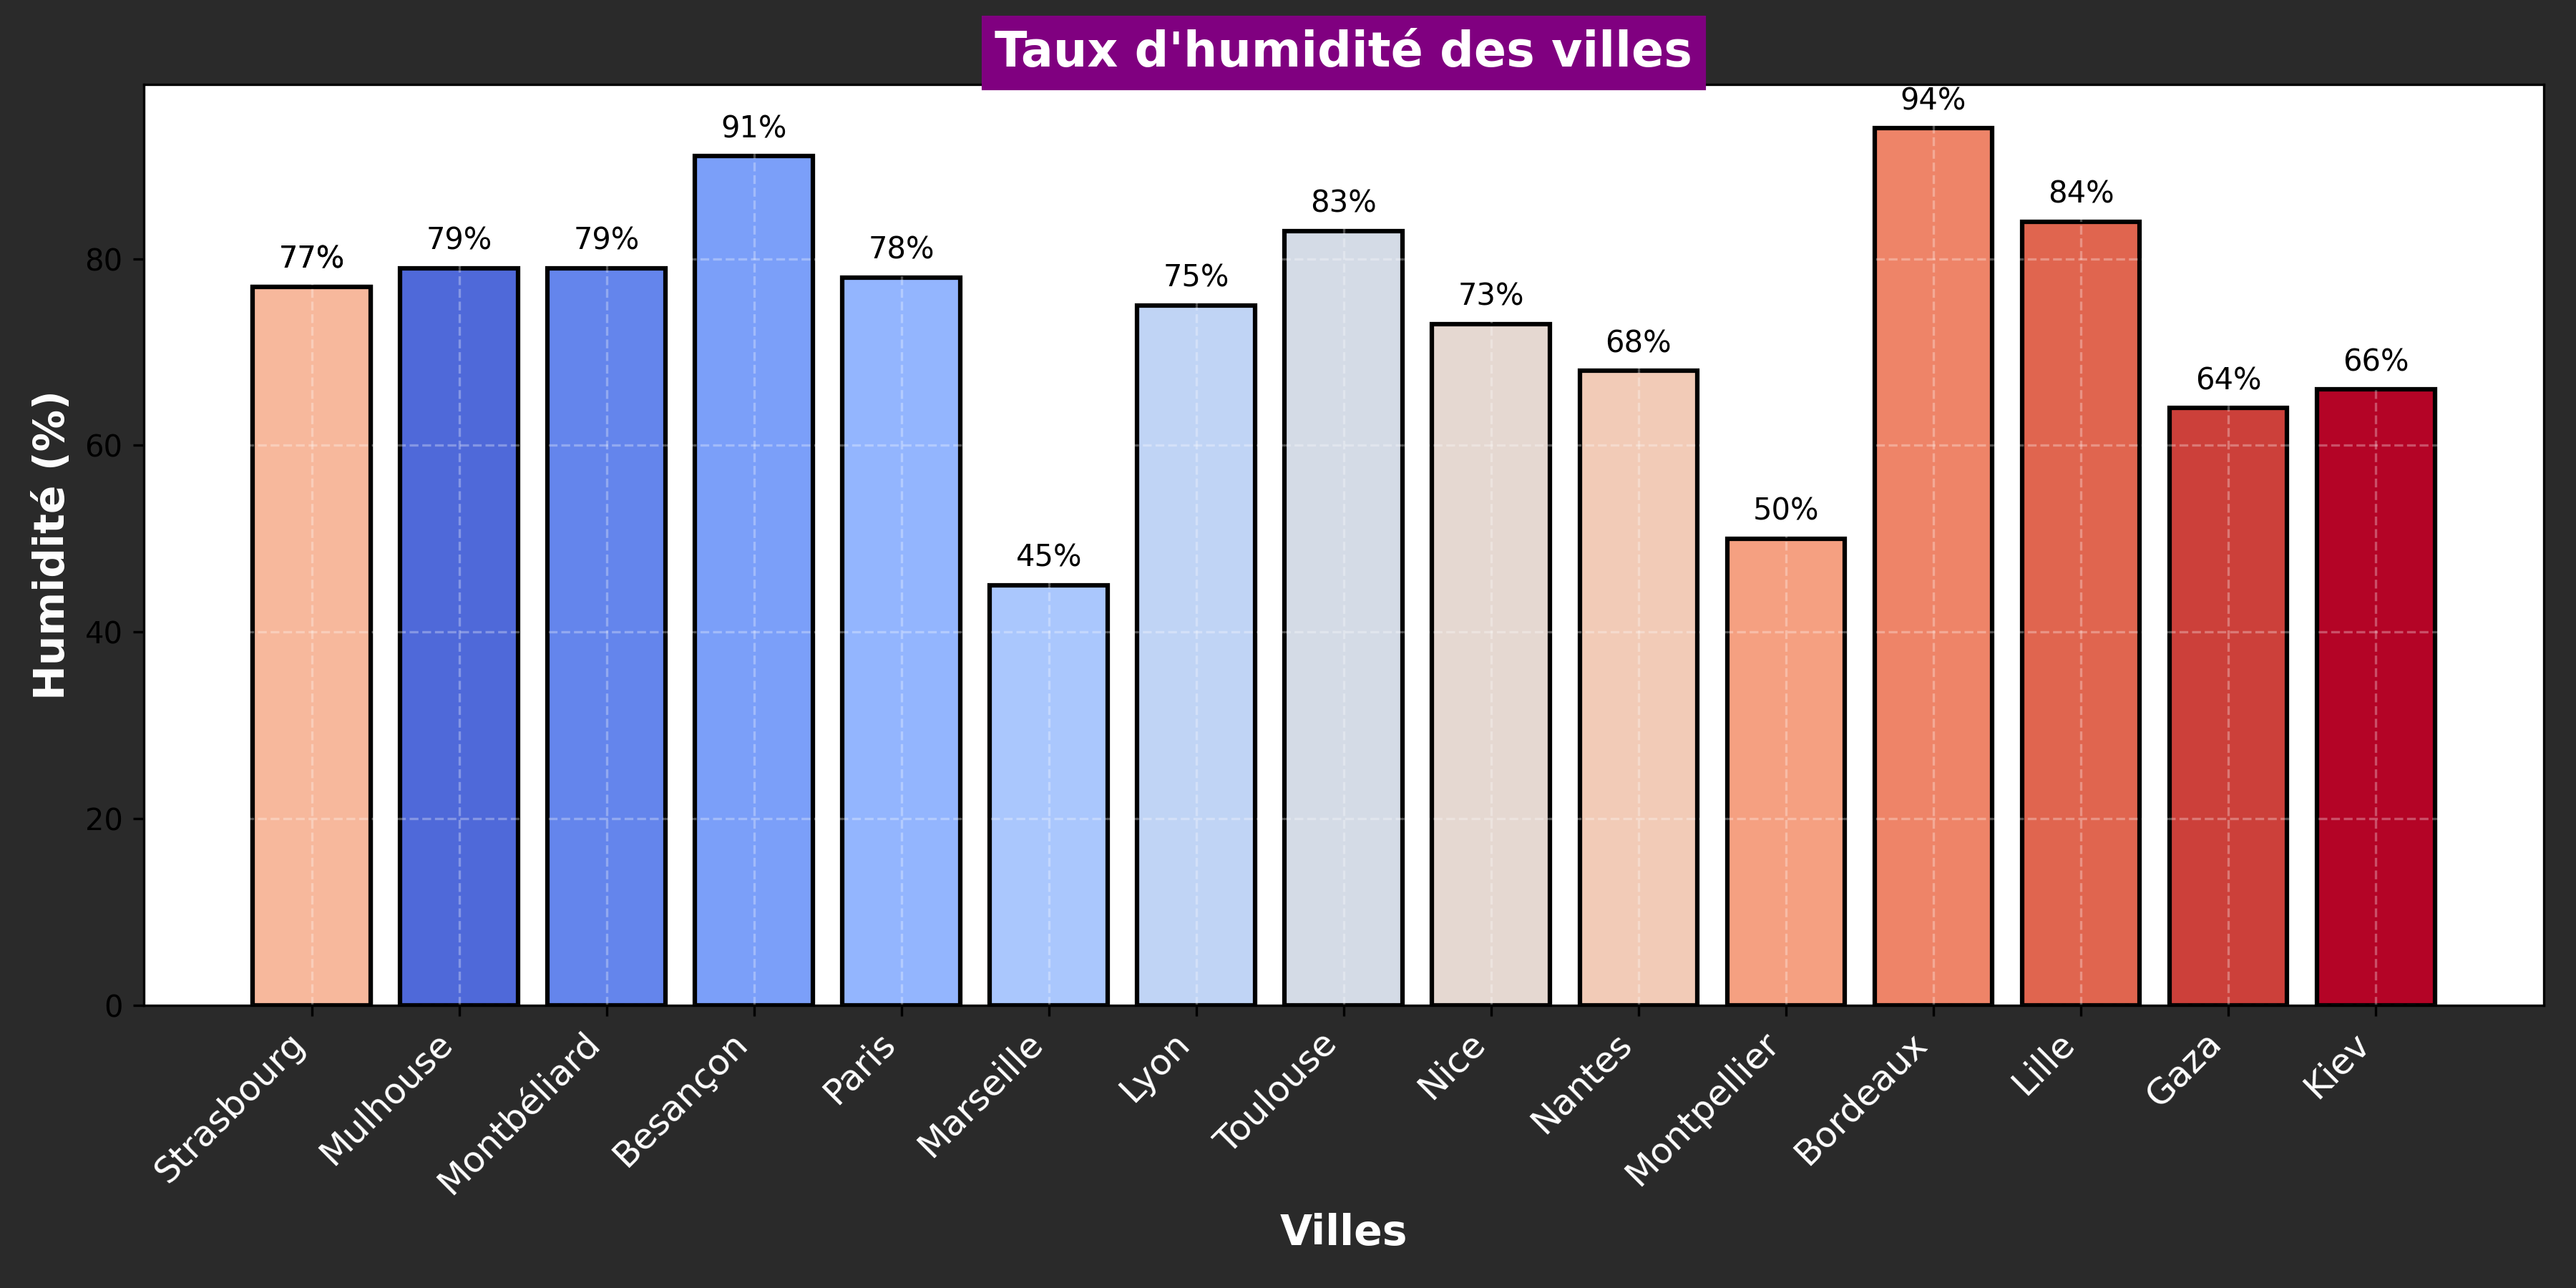 Taux d'humidité des villes
Humidité (%)
80
60
40
20
0
77%
79%
79%
91%
78%
45%
75%
83%
73%
68%
50%
94%
84%
64%
66%
Strasbourg
Mulhouse
Montbéliard
Besançon
Paris
Marseille
Lyon
Toulouse
Nice
Nantes
Montpellier
Bordeaux
Lille
Gaza
Kiev
Villes